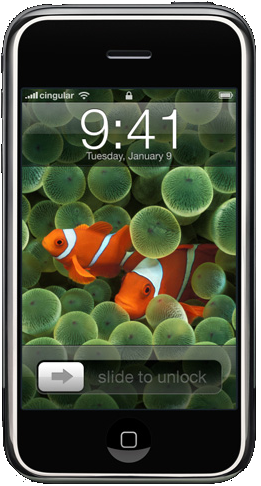 cingular
9:41
Tuesday, January 9
slide to unlock